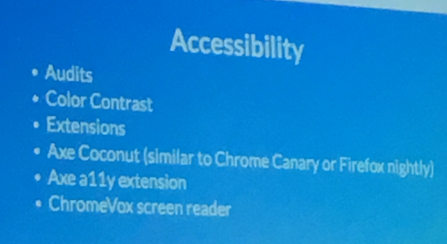 Accessibility
• Audits
• Color Contrast
• Extensions
• Axe Coconut (similar to Chrome Canary or Firefox nightly)
• Axe a11y extension
• ChromeVox screen reader